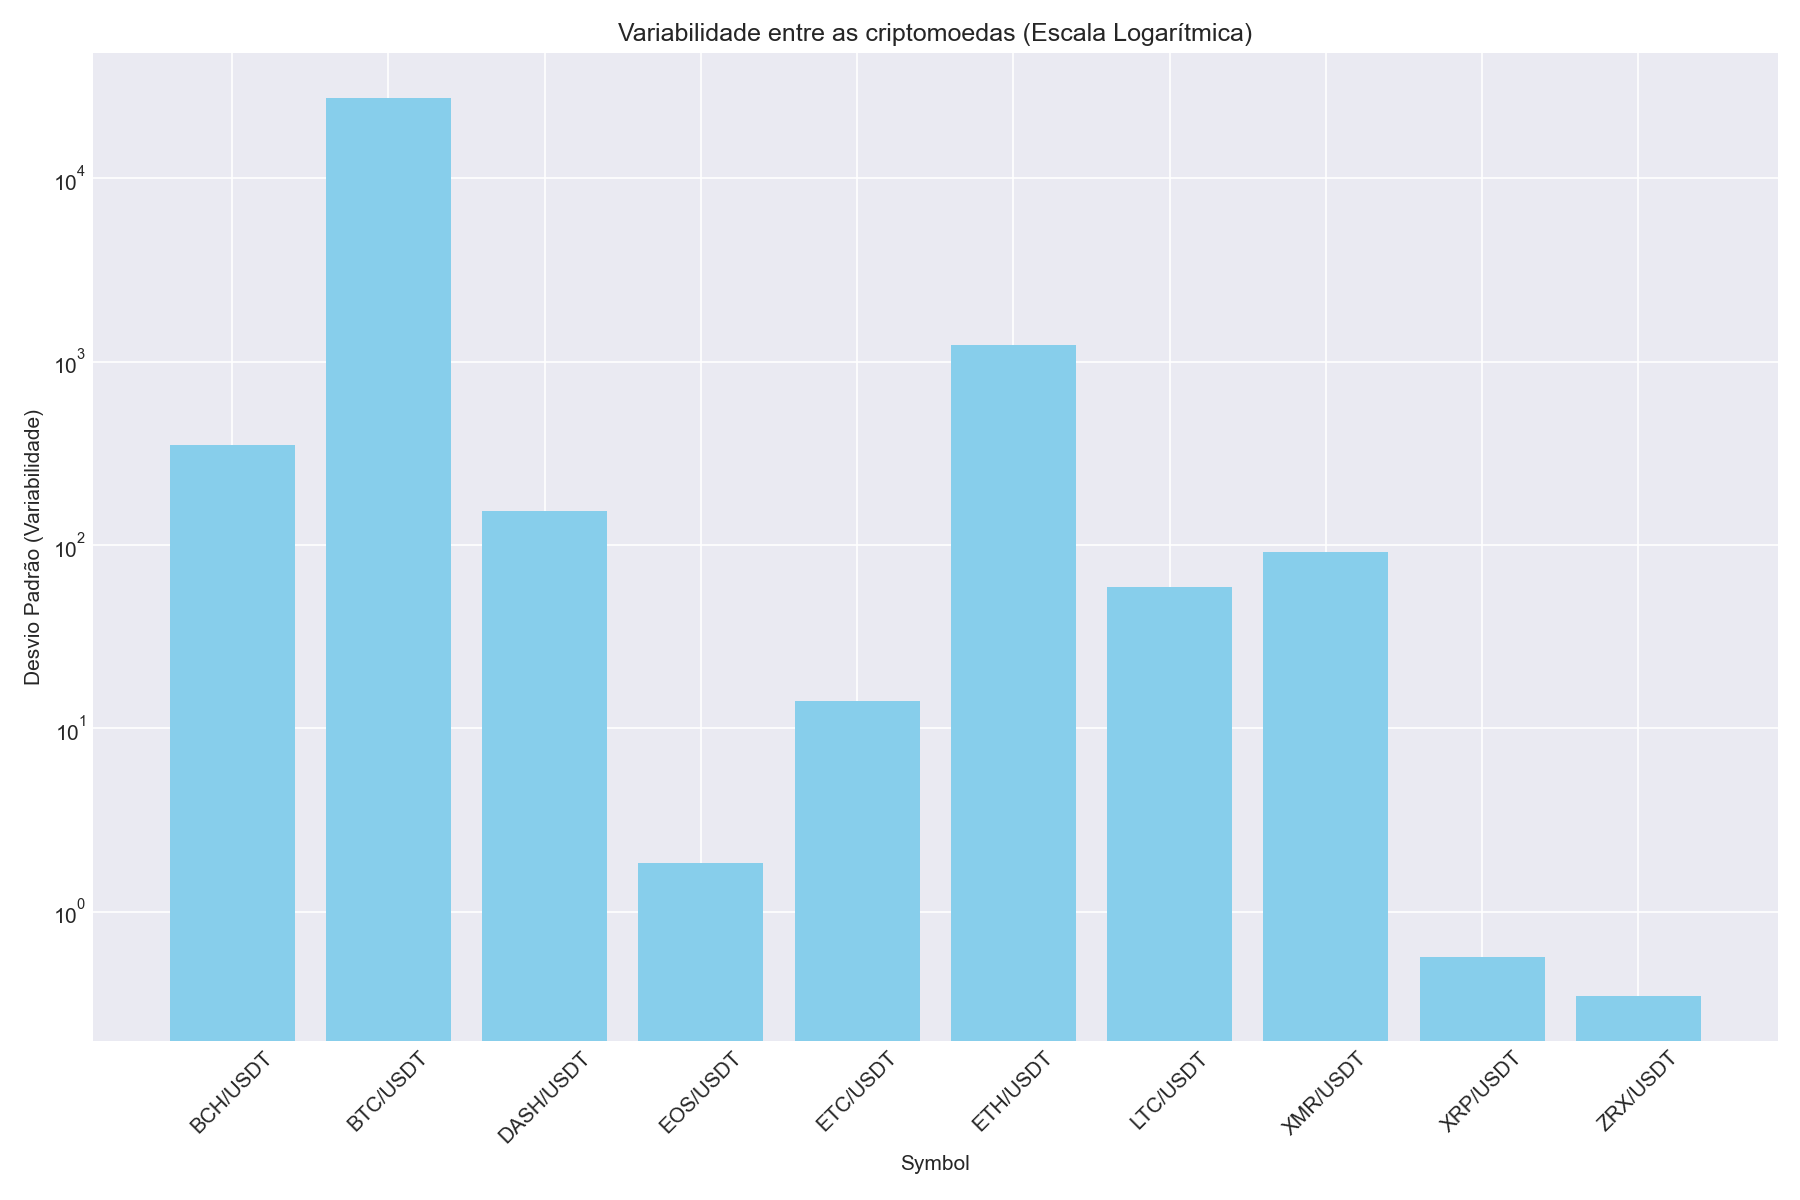 Variabilidade entre as criptomoedas (Escala Logarítmica)
Desvio Padrão (Variabilidade)
10^4
10^3
10^2
10^1
10^0
BCH/USDT
BTC/USDT
DASH/USDT
EOS/USDT
ETC/USDT
ETH/USDT
LTC/USDT
XMR/USDT
XRP/USDT
ZRX/USDT
Symbol